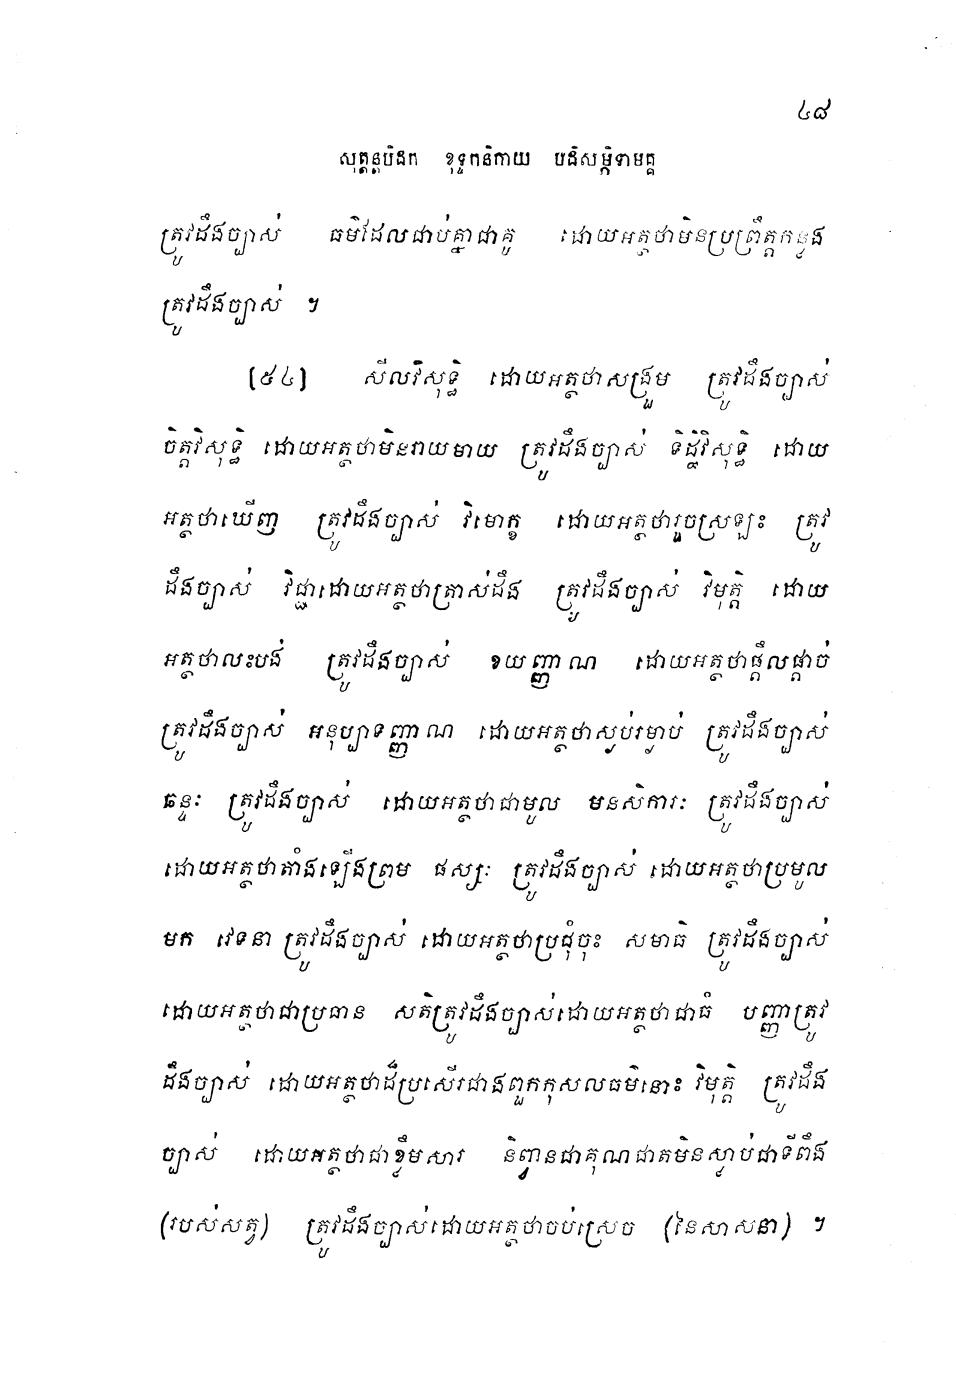 ៤៨
សុត្តន្តបិដក ខុទ្ទកនិកាយ បដិសម្ភិទាមគ្គ
ត្រូវដឹងច្បាស់ ធម៌ដែលជាប់គ្នាជាគូ ដោយអត្ថថាមិនប្រព្រឹត្តកន្លង
ត្រូវដឹងច្បាស់ ។
[៥៤] សីលវិសុទ្ធិ ដោយអត្ថថាសង្រួម ត្រូវដឹងច្បាស់
ចិត្តវិសុទ្ធិ ដោយអត្ថថាមិនរាយមាយ ត្រូវដឹងច្បាស់ ទិដ្ឋិវិសុទ្ធិ ដោយ
អត្ថថាឃើញ ត្រូវដឹងច្បាស់ វិមោក្ខ ដោយអត្ថថារួចស្រឡះ ត្រូវ
ដឹងច្បាស់ វិជ្ជាដោយអត្ថថាត្រាស់ដឹង ត្រូវដឹងច្បាស់ វិមុត្តិ ដោយ
អត្ថថាលះបង់ ត្រូវដឹងច្បាស់ ខយញ្ញាណ ដោយអត្ថថាផ្តឹលផ្តាច់
ត្រូវដឹងច្បាស់ អនុប្បាទញ្ញាណ ដោយអត្ថថាស្ងប់រម្ងាប់ ត្រូវដឹងច្បាស់
ឆន្ទៈ ត្រូវដឹងច្បាស់ ដោយអត្ថថាជាមូល មនសិការៈ ត្រូវដឹងច្បាស់
ដោយអត្ថថាតាំងឡើងព្រម ផស្សៈ ត្រូវដឹងច្បាស់ ដោយអត្ថថាប្រមូល
មក វេទនា ត្រូវដឹងច្បាស់ ដោយអត្ថថាប្រជុំចុះ សមាធិ ត្រូវដឹងច្បាស់
ដោយអត្ថថាជាប្រធាន សតិត្រូវដឹងច្បាស់ដោយអត្ថថាជាធំ បញ្ញាត្រូវ
ដឹងច្បាស់ ដោយអត្ថថាដ៏ប្រសើរជាងពួកកុសលធម៌នោះ វិមុត្តិ ត្រូវដឹង
ច្បាស់ ដោយអត្ថថាជាខ្លឹមសារ និព្វានជាគុណជាតមិនស្លាប់ជាទីពឹង
(របស់សត្វ) ត្រូវដឹងច្បាស់ដោយអត្ថថាចប់ស្រេច (នៃសាសនា) ។